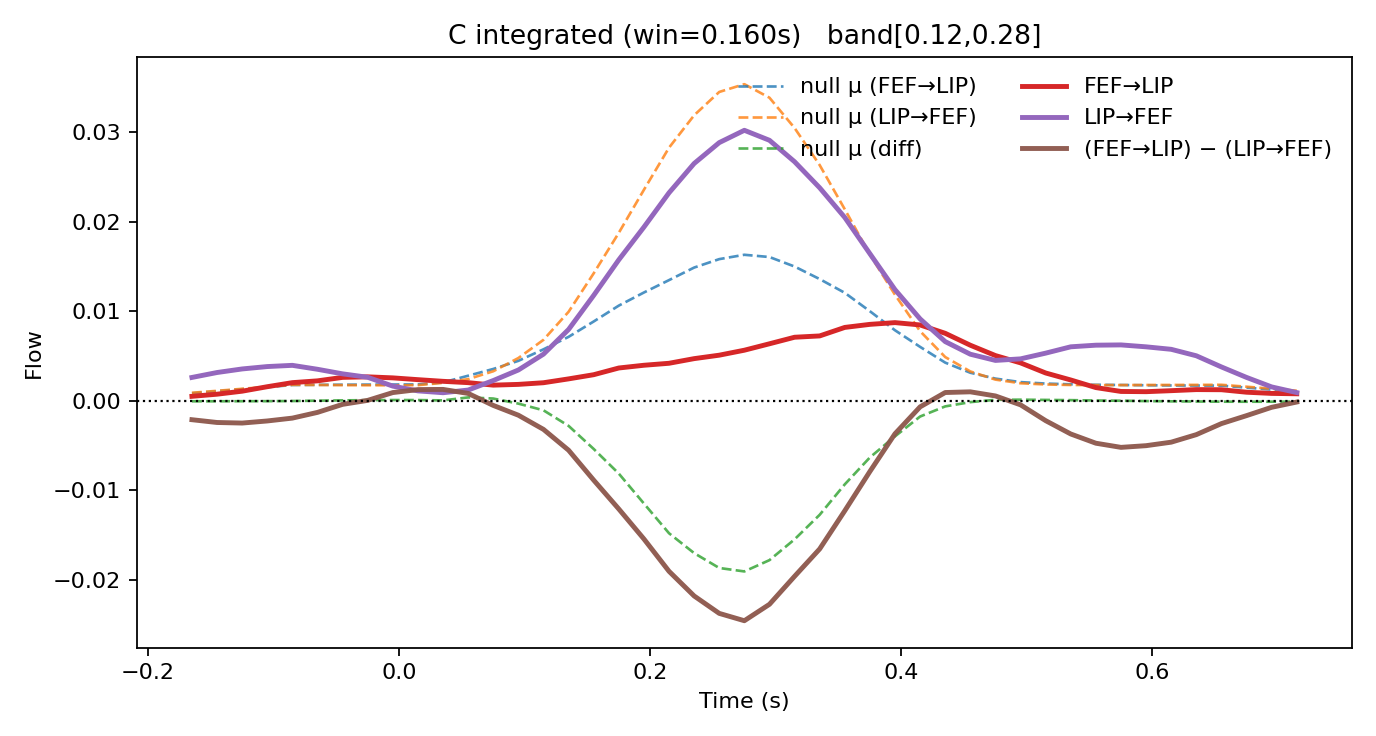 C integrated (win=0.160s)   band[0.12,0.28]
null μ (FEF→LIP)
null μ (LIP→FEF)
null μ (diff)
FEF→LIP
LIP→FEF
(FEF→LIP) − (LIP→FEF)
Flow
0.03
0.02
0.01
0.00
−0.01
−0.02
−0.2
0.0
0.2
0.4
0.6
Time (s)